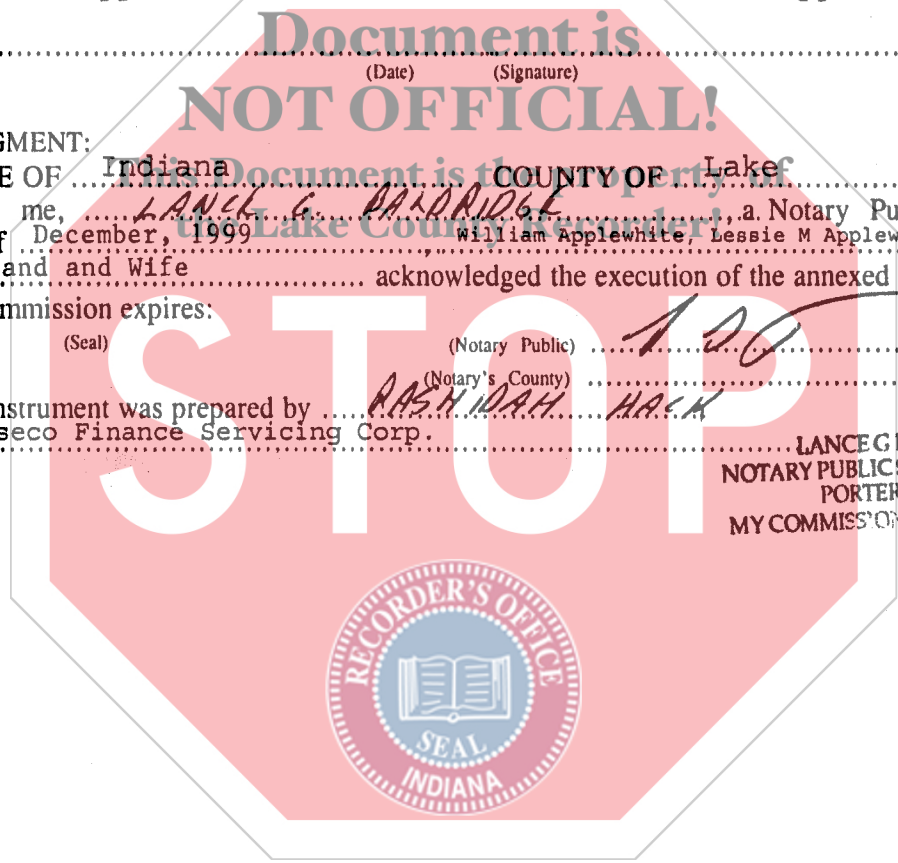 Document is
(Date) (Signature)
NOT OFFICIAL!
GMENT:
E OF Indiana COUNTY OF Lake
This Document is the property of
me, LANCE G. BALDRIDGE, a Notary Pu
the Lake County Recorder!
f December, 1999 William Applewhite, Lessie M Applew
and and Wife acknowledged the execution of the annexed
mmission expires:
(Seal) (Notary Public)
(Notary's County)
nstrument was prepared by RASHIDAH HACK
seco Finance Servicing Corp.
LANCE G
NOTARY PUBLIC
PORTER
MY COMMISSION
STOP
RECORDER'S OFFICE
SEAL
INDIANA